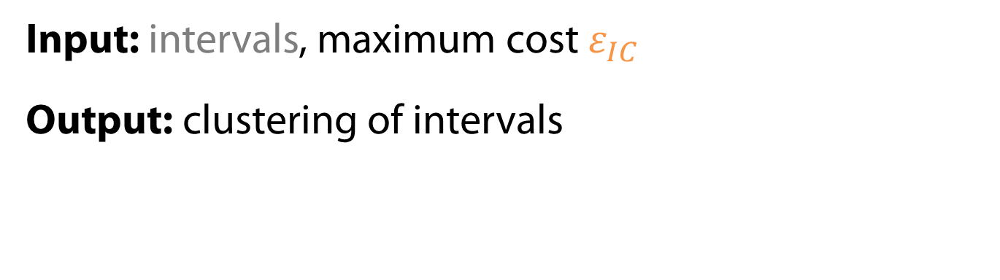 Input: intervals, maximum cost ε_IC
Output: clustering of intervals